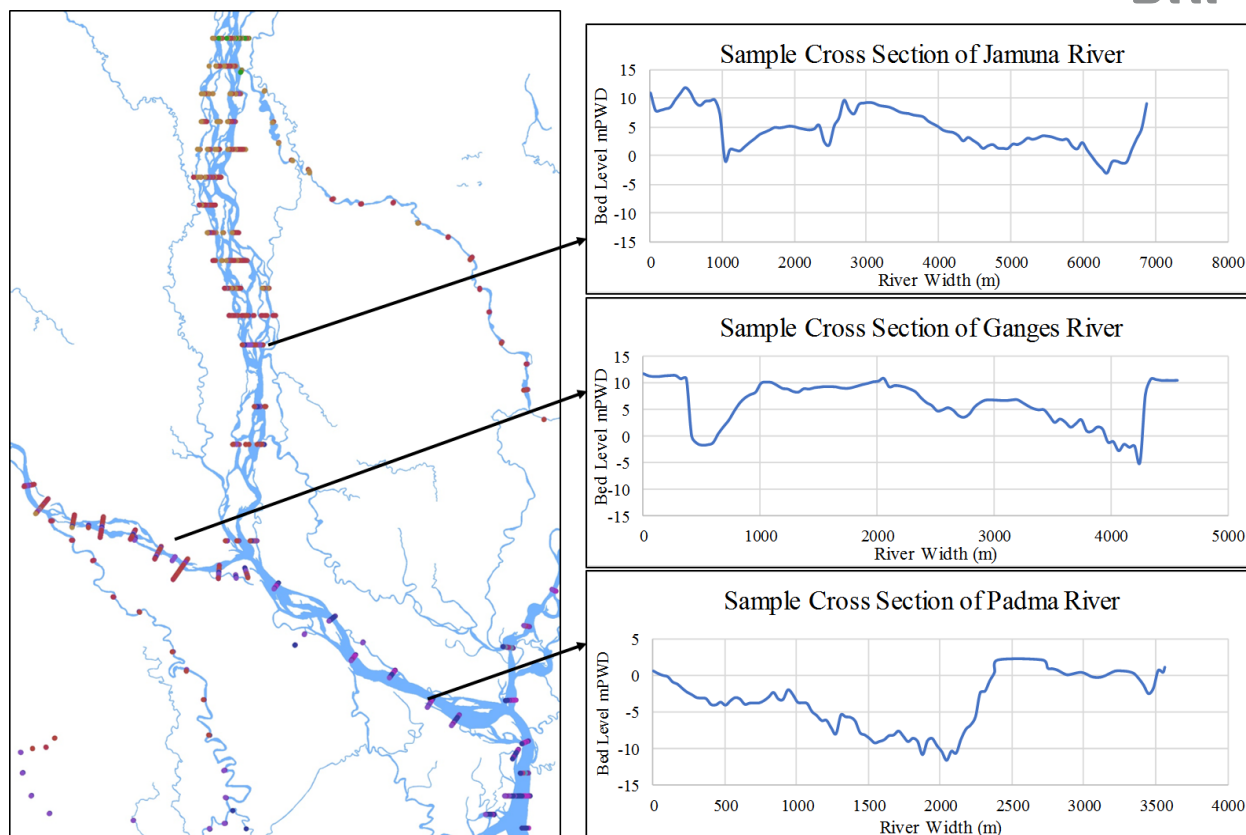 Sample Cross Section of Jamuna River
Bed Level mPWD
15
10
5
0
-5
-10
-15
0 1000 2000 3000 4000 5000 6000 7000 8000
River Width (m)
Sample Cross Section of Ganges River
Bed Level mPWD
15
10
5
0
-5
-10
-15
0 1000 2000 3000 4000 5000
River Width (m)
Sample Cross Section of Padma River
Bed Level mPWD
5
0
-5
-10
-15
0 500 1000 1500 2000 2500 3000 3500 4000
River Width (m)